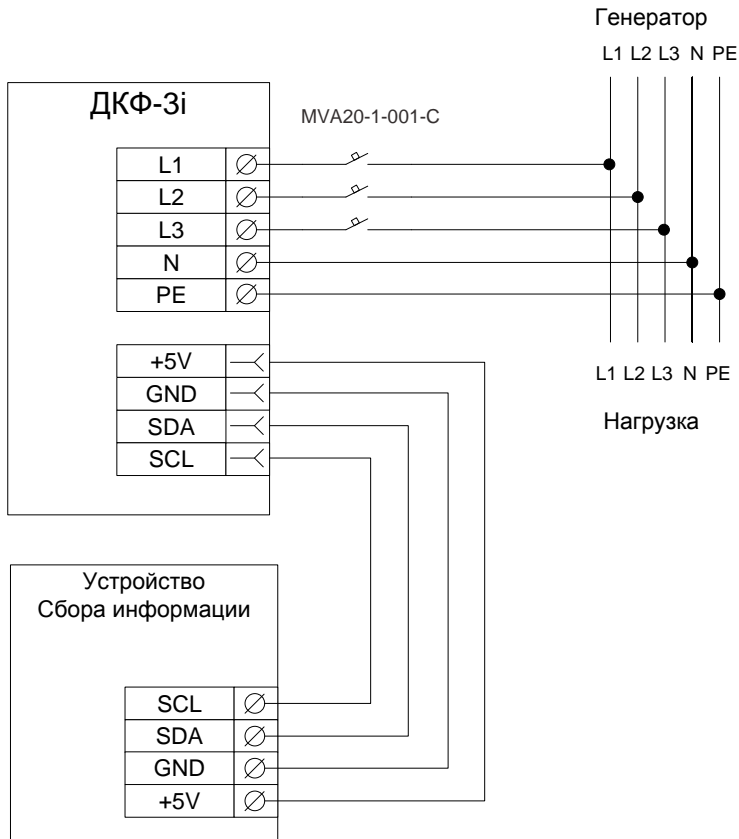 Генератор
L1 L2 L3 N PE
ДКФ-3i
MVA20-1-001-C
L1
L2
L3
N
PE
+5V
GND
SDA
SCL
L1 L2 L3 N PE
Нагрузка
Устройство
Сбора информации
SCL
SDA
GND
+5V